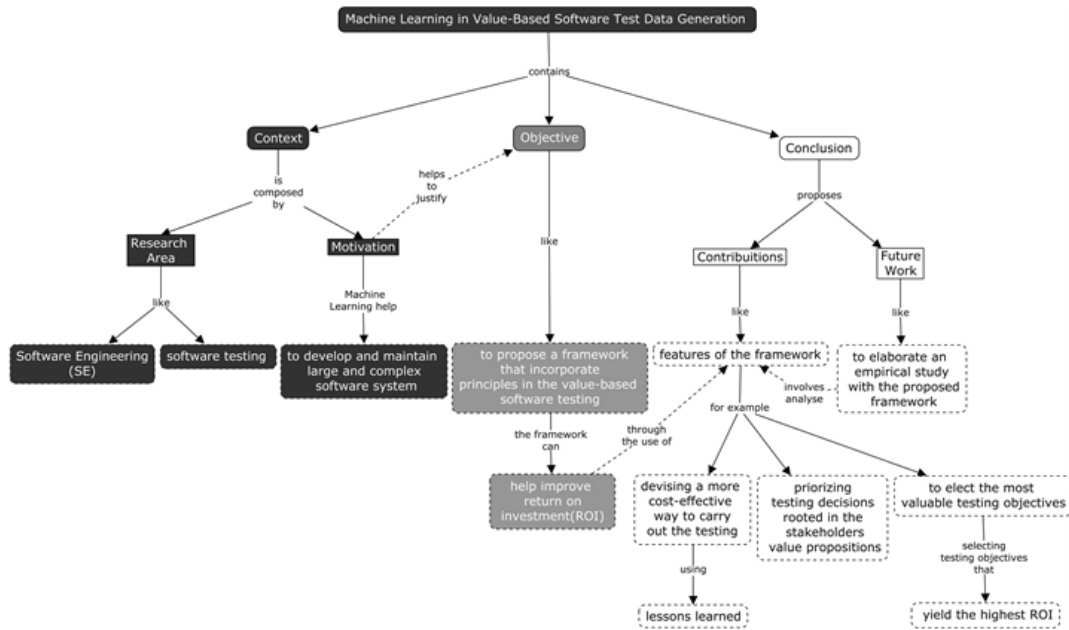 Machine Learning in Value-Based Software Test Data Generation
contains
Context
Objective
Conclusion
is
composed
by
helps
to
justify
proposes
Research
Area
Motivation
like
Contribuitions
Future
Work
like
Machine
Learning help
like
like
Software Engineering
(SE)
software testing
to develop and maintain
large and complex
software system
to propose a framework
that incorporate
principles in the value-based
software testing
features of the framework
to elaborate an
empirical study
with the proposed
framework
involves
analyse
for example
the framework
can
through
the use of
help improve
return on
investment(ROI)
devising a more
cost-effective
way to carry
out the testing
priorizing
testing decisions
rooted in the
stakeholders
value propositions
to elect the most
valuable testing objectives
using
selecting
testing objectives
that
lessons learned
yield the highest ROI